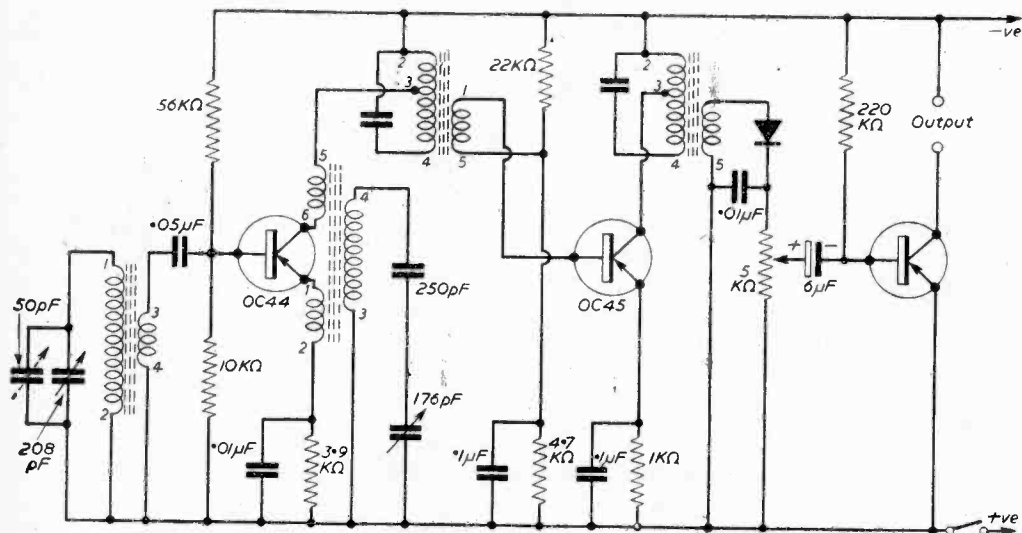 -ve
56KΩ
2
3
4
1
5
22KΩ
2
3
4
5
220
KΩ
Output
·05µF
5
6
4
OC44
1
2
3
250pF
OC45
·01µF
5
KΩ
+ -
6µF
50pF
1
2
3
4
208
pF
10KΩ
·01µF
3·9
KΩ
176pF
·1µF
4·7
KΩ
·1µF
1KΩ
+ve